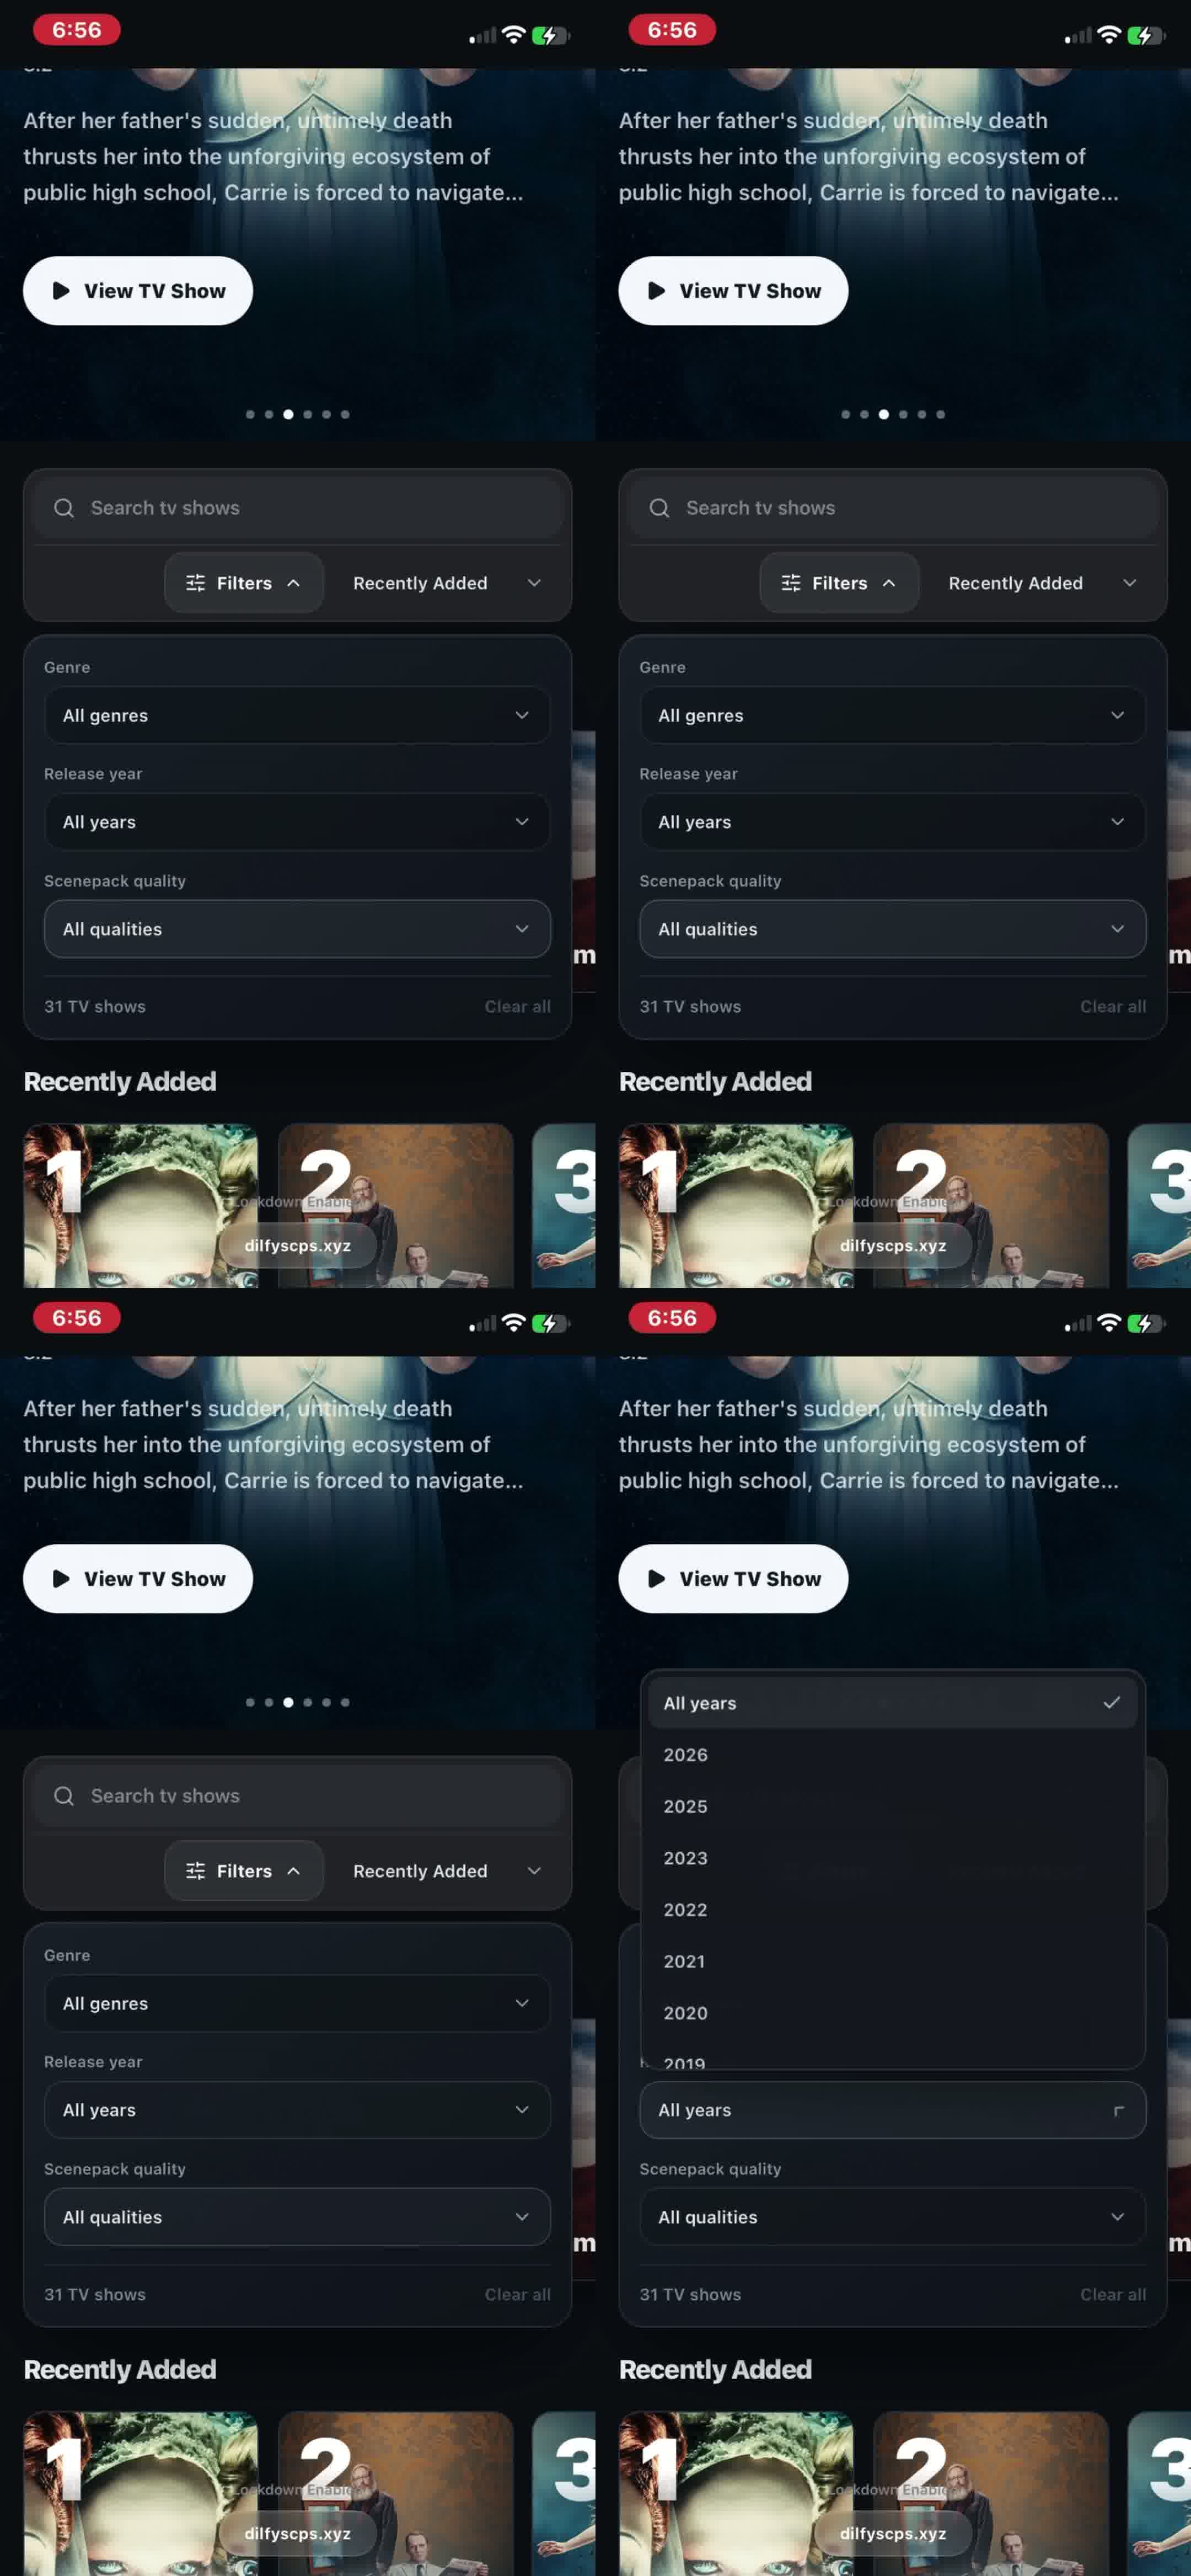 6:56
After her father's sudden, untimely death
thrusts her into the unforgiving ecosystem of
public high school, Carrie is forced to navigate...
View TV Show
Search tv shows
Filters
Recently Added
Genre
All genres
Release year
All years
Scenepack quality
All qualities
31 TV shows
Clear all
Recently Added
1
2
3
Lockdown Enabled
dilfyscps.xyz
6:56
After her father's sudden, untimely death
thrusts her into the unforgiving ecosystem of
public high school, Carrie is forced to navigate...
View TV Show
Search tv shows
Filters
Recently Added
Genre
All genres
Release year
All years
Scenepack quality
All qualities
31 TV shows
Clear all
Recently Added
1
2
3
Lockdown Enabled
dilfyscps.xyz
6:56
After her father's sudden, untimely death
thrusts her into the unforgiving ecosystem of
public high school, Carrie is forced to navigate...
View TV Show
Search tv shows
Filters
Recently Added
Genre
All genres
Release year
All years
Scenepack quality
All qualities
31 TV shows
Clear all
Recently Added
1
2
3
Lockdown Enabled
dilfyscps.xyz
6:56
After her father's sudden, untimely death
thrusts her into the unforgiving ecosystem of
public high school, Carrie is forced to navigate...
View TV Show
All years
2026
2025
2023
2022
2021
2020
2019
All years
Scenepack quality
All qualities
31 TV shows
Clear all
Recently Added
1
2
3
Lockdown Enabled
dilfyscps.xyz